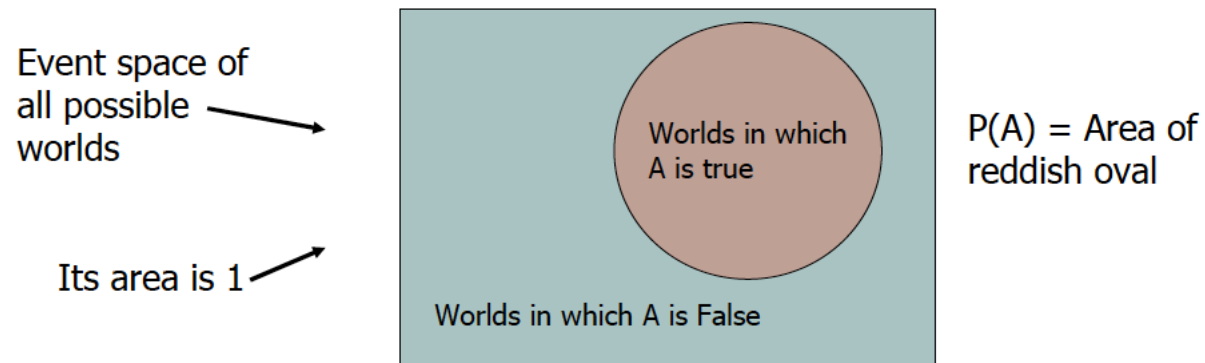 Event space of
all possible
worlds
Its area is 1
Worlds in which
A is true
Worlds in which A is False
P(A) = Area of
reddish oval